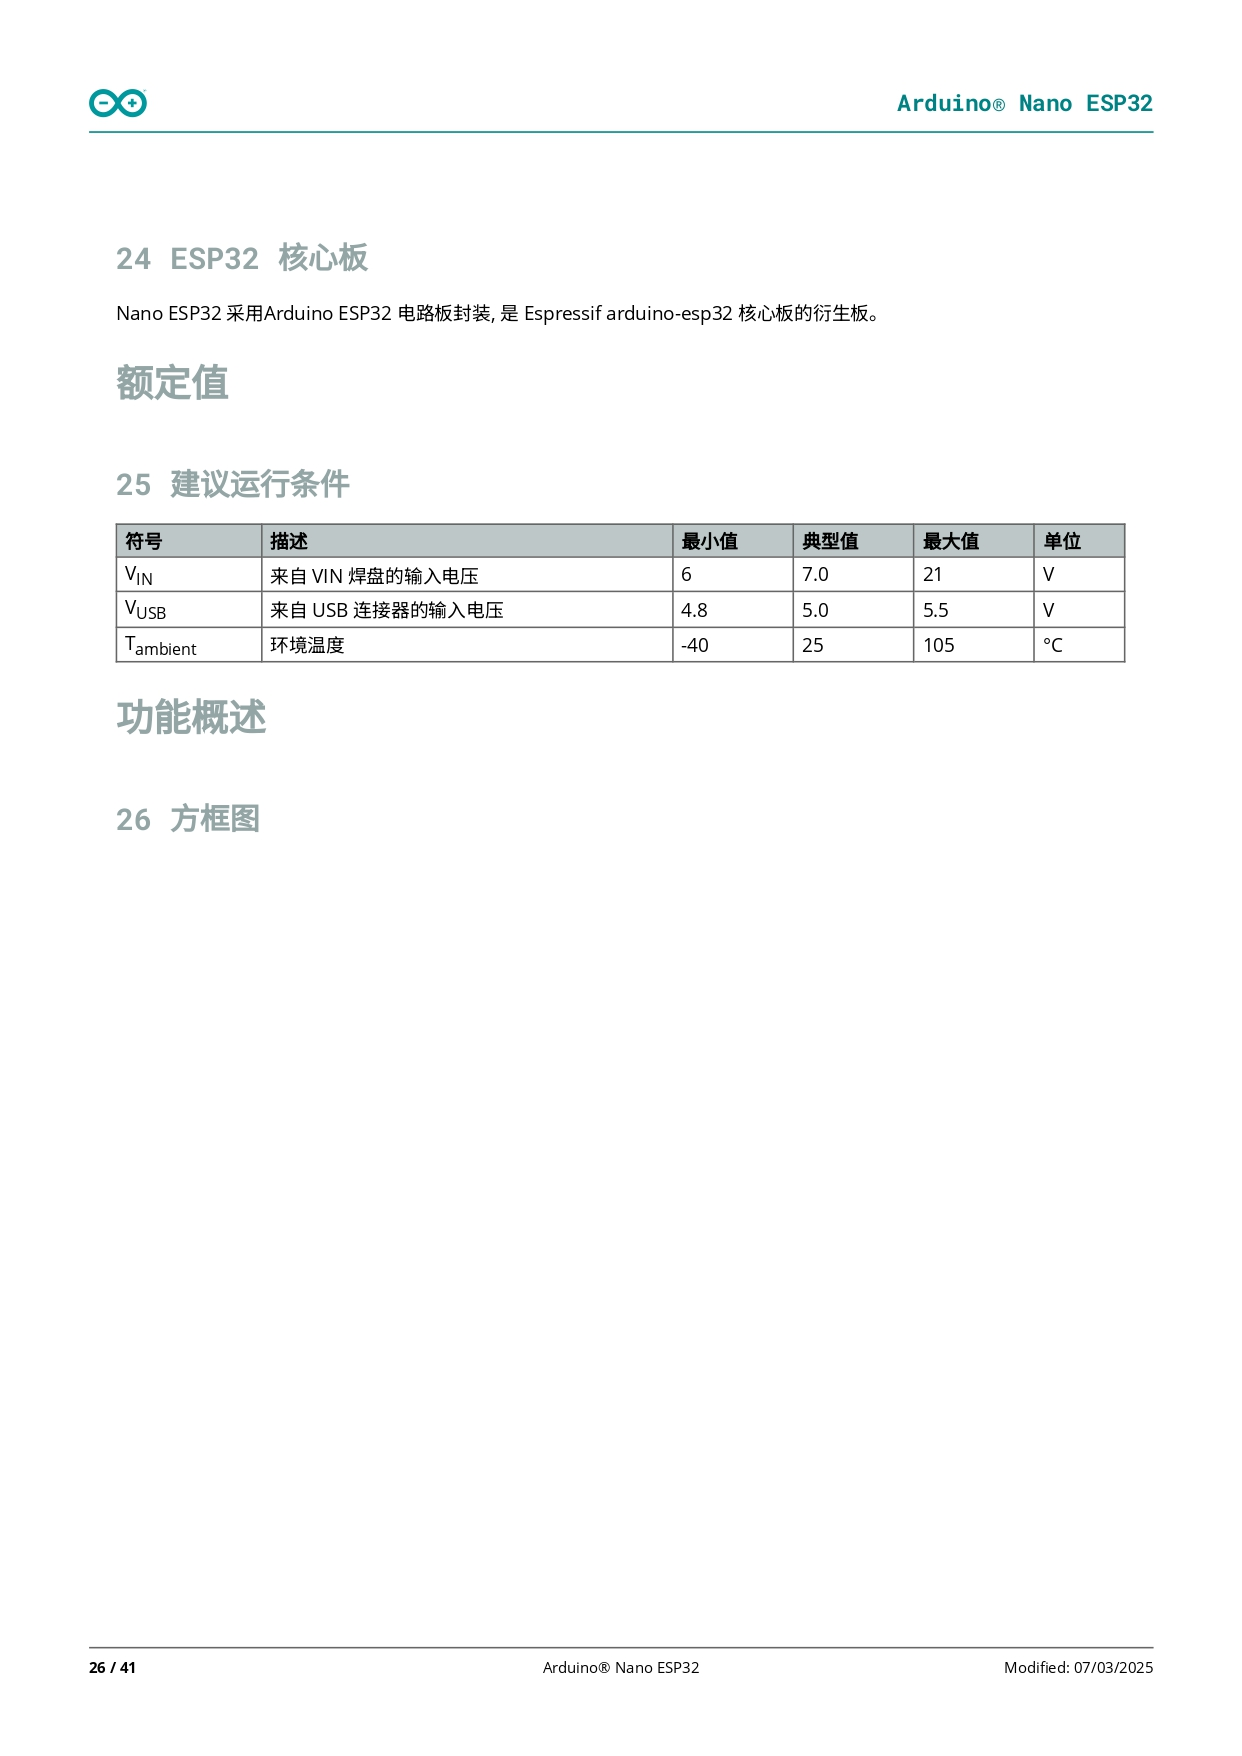 Arduino® Nano ESP32
24 ESP32 核心板
Nano ESP32 采用Arduino ESP32 电路板封装, 是 Espressif arduino-esp32 核心板的衍生板。
额定值
25 建议运行条件
符号 描述 最小值 典型值 最大值 单位
VIN 来自 VIN 焊盘的输入电压 6 7.0 21 V
VUSB 来自 USB 连接器的输入电压 4.8 5.0 5.5 V
Tambient 环境温度 -40 25 105 °C
功能概述
26 方框图
26 / 41 Arduino® Nano ESP32 Modified: 07/03/2025